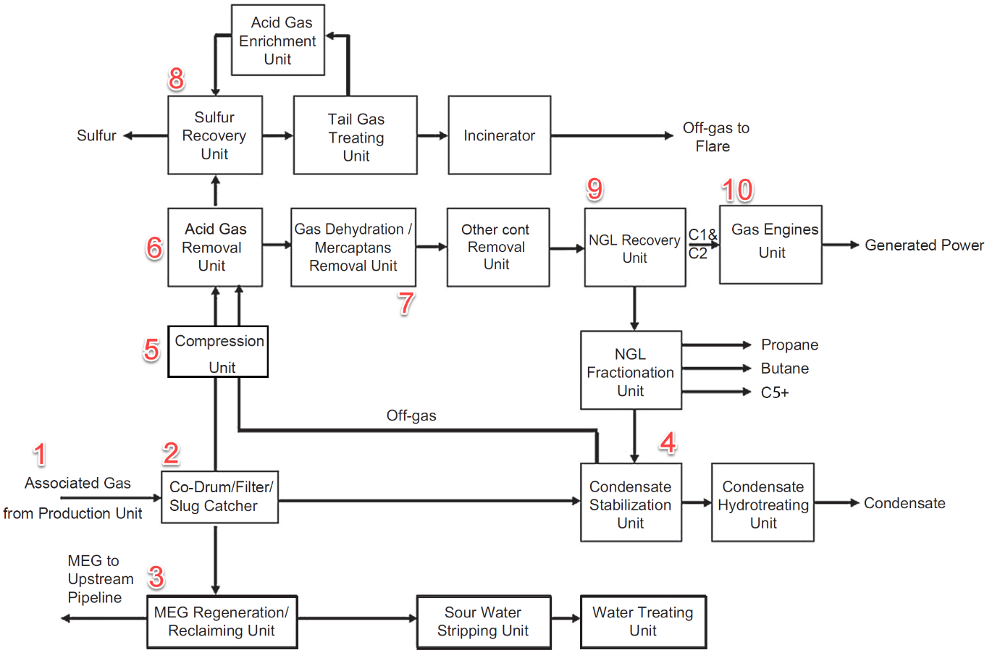 Acid Gas
Enrichment
Unit
8
Sulfur
Sulfur
Recovery
Unit
Tail Gas
Treating
Unit
Incinerator
Off-gas to
Flare
6
Acid Gas
Removal
Unit
Gas Dehydration /
Mercaptans
Removal Unit
7
Other cont
Removal
Unit
9
NGL Recovery
Unit
C1&
C2
10
Gas Engines
Unit
Generated Power
5
Compression
Unit
NGL
Fractionation
Unit
Propane
Butane
C5+
Off-gas
1
Associated Gas
from Production Unit
2
Co-Drum/Filter/
Slug Catcher
4
Condensate
Stabilization
Unit
Condensate
Hydrotreating
Unit
Condensate
MEG to
Upstream
Pipeline
3
MEG Regeneration/
Reclaiming Unit
Sour Water
Stripping Unit
Water Treating
Unit